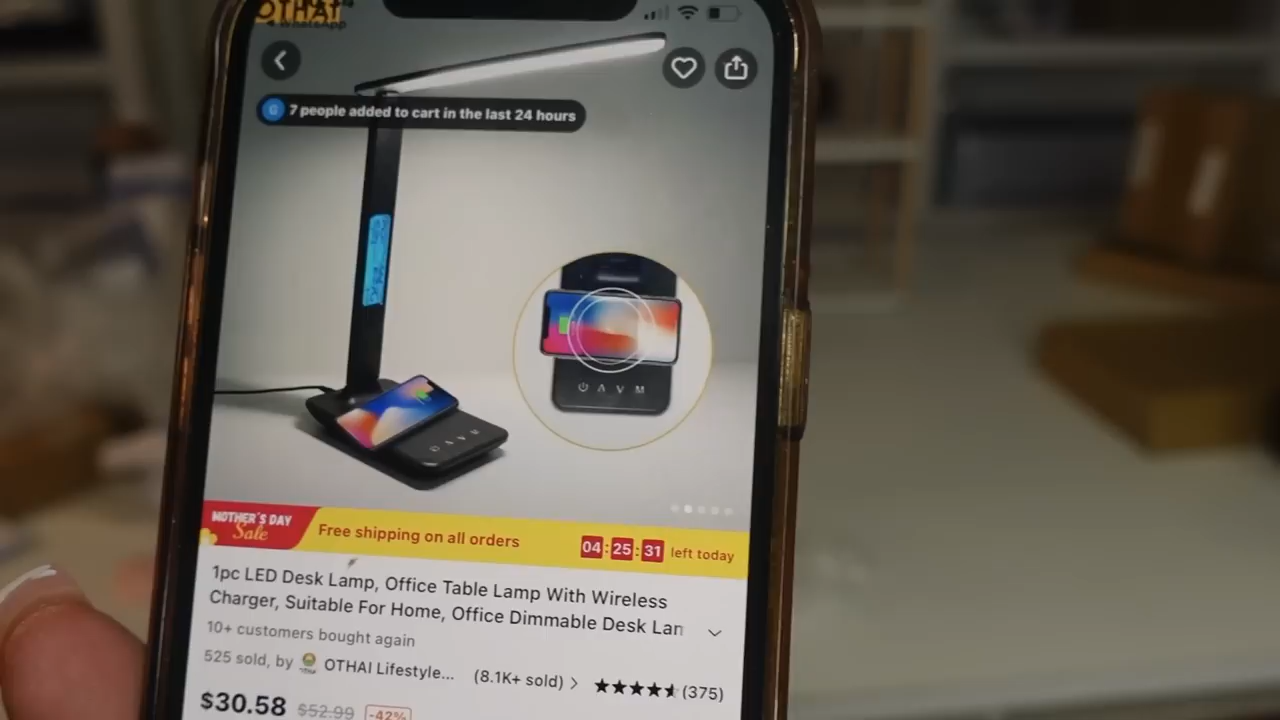 OTHAI
WhatsApp
7 people added to cart in the last 24 hours
MOTHER'S DAY
Sale
Free shipping on all orders
04:25:31 left today
1pc LED Desk Lamp, Office Table Lamp With Wireless
Charger, Suitable For Home, Office Dimmable Desk Lan
10+ customers bought again
525 sold, by OTHAI Lifestyle... (8.1K+ sold) (375)
$30.58 $52.99 -42%